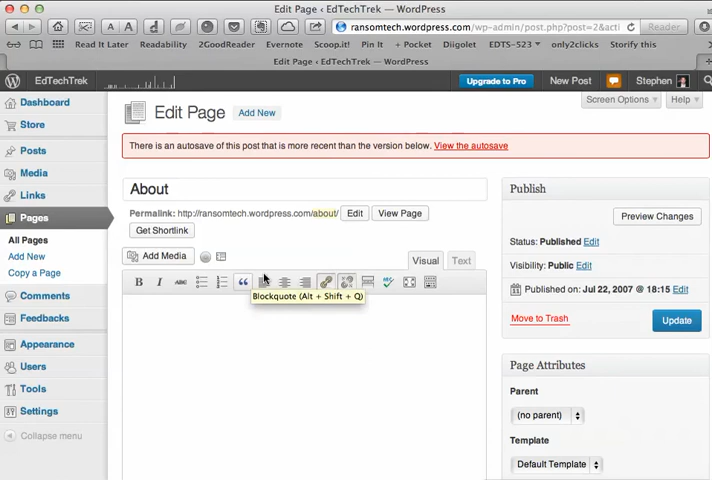 Edit Page ‹ EdTechTrek — WordPress
ransomtech.wordpress.com/wp-admin/post.php?post=2&acti
Reader
Read It Later
Readability
2GoodReader
Evernote
Scoop.it!
Pin It
+ Pocket
Diigolet
EDTS-523
only2clicks
Storify this
Edit Page ‹ EdTechTrek — WordPress
EdTechTrek
Upgrade to Pro
New Post
Stephen
Dashboard
Store
Posts
Media
Links
Pages
All Pages
Add New
Copy a Page
Comments
Feedbacks
Appearance
Users
Tools
Settings
Collapse menu
Screen Options
Help
Edit Page
Add New
There is an autosave of this post that is more recent than the version below. View the autosave
About
Permalink: http://ransomtech.wordpress.com/about/
Edit
View Page
Get Shortlink
Add Media
Visual
Text
B
I
ABC
Blockquote (Alt + Shift + Q)
Publish
Preview Changes
Status: Published Edit
Visibility: Public Edit
Published on: Jul 22, 2007 @ 18:15 Edit
Move to Trash
Update
Page Attributes
Parent
(no parent)
Template
Default Template